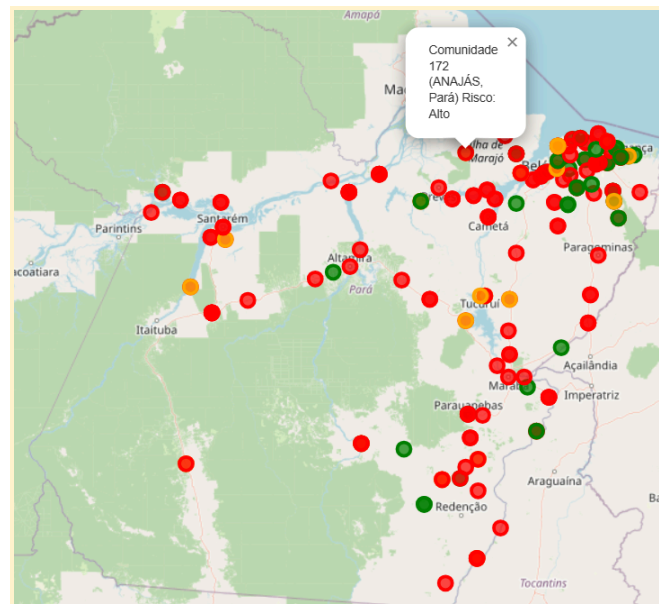 Amapá
Comunidade
172
(ANAJÁS,
Pará) Risco:
Alto
×
Ilha de
Marajó
Santarém
Parintins
Cametá
Paragominas
Altamira
Pará
Tucuruí
Itaituba
Açailândia
Imperatriz
Parauapebas
Araguaína
Redenção
Tocantins